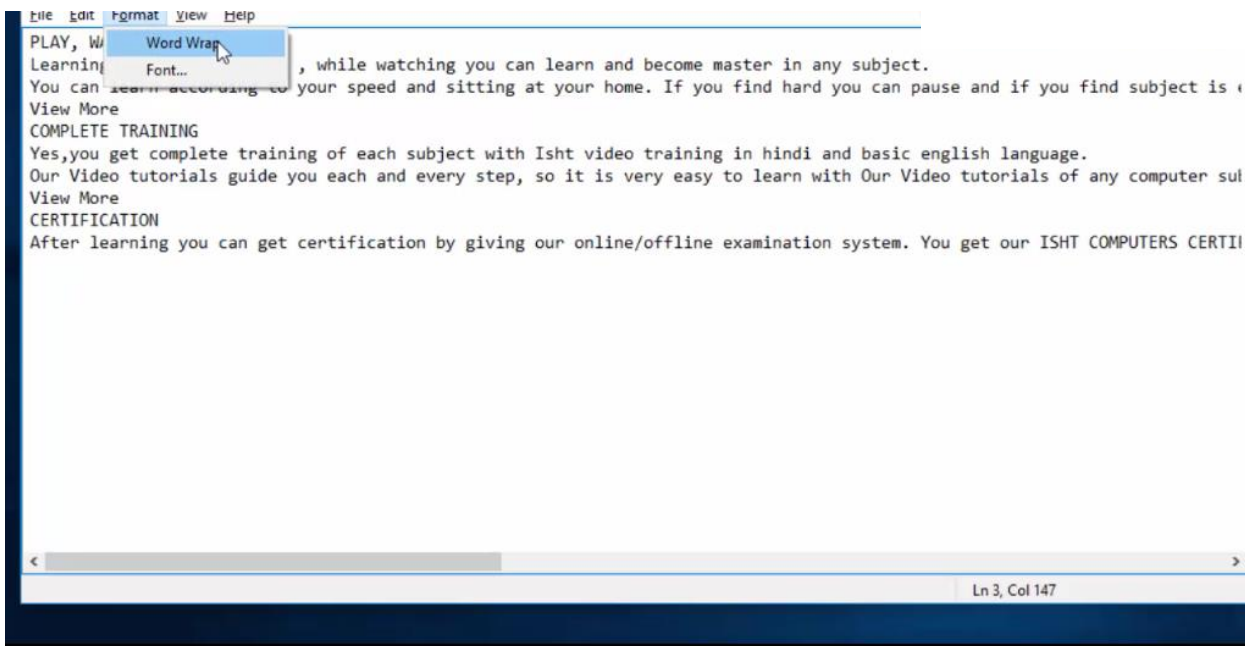 File Edit Format View Help
PLAY,
Word Wrap
Learning , while watching you can learn and become master in any subject.
Font...
You can learn according to your speed and sitting at your home. If you find hard you can pause and if you find subject is
View More
COMPLETE TRAINING
Yes,you get complete training of each subject with Isht video training in hindi and basic english language.
Our Video tutorials guide you each and every step, so it is very easy to learn with Our Video tutorials of any computer
View More
CERTIFICATION
After learning you can get certification by giving our online/offline examination system. You get our ISHT COMPUTERS
Ln 3, Col 147